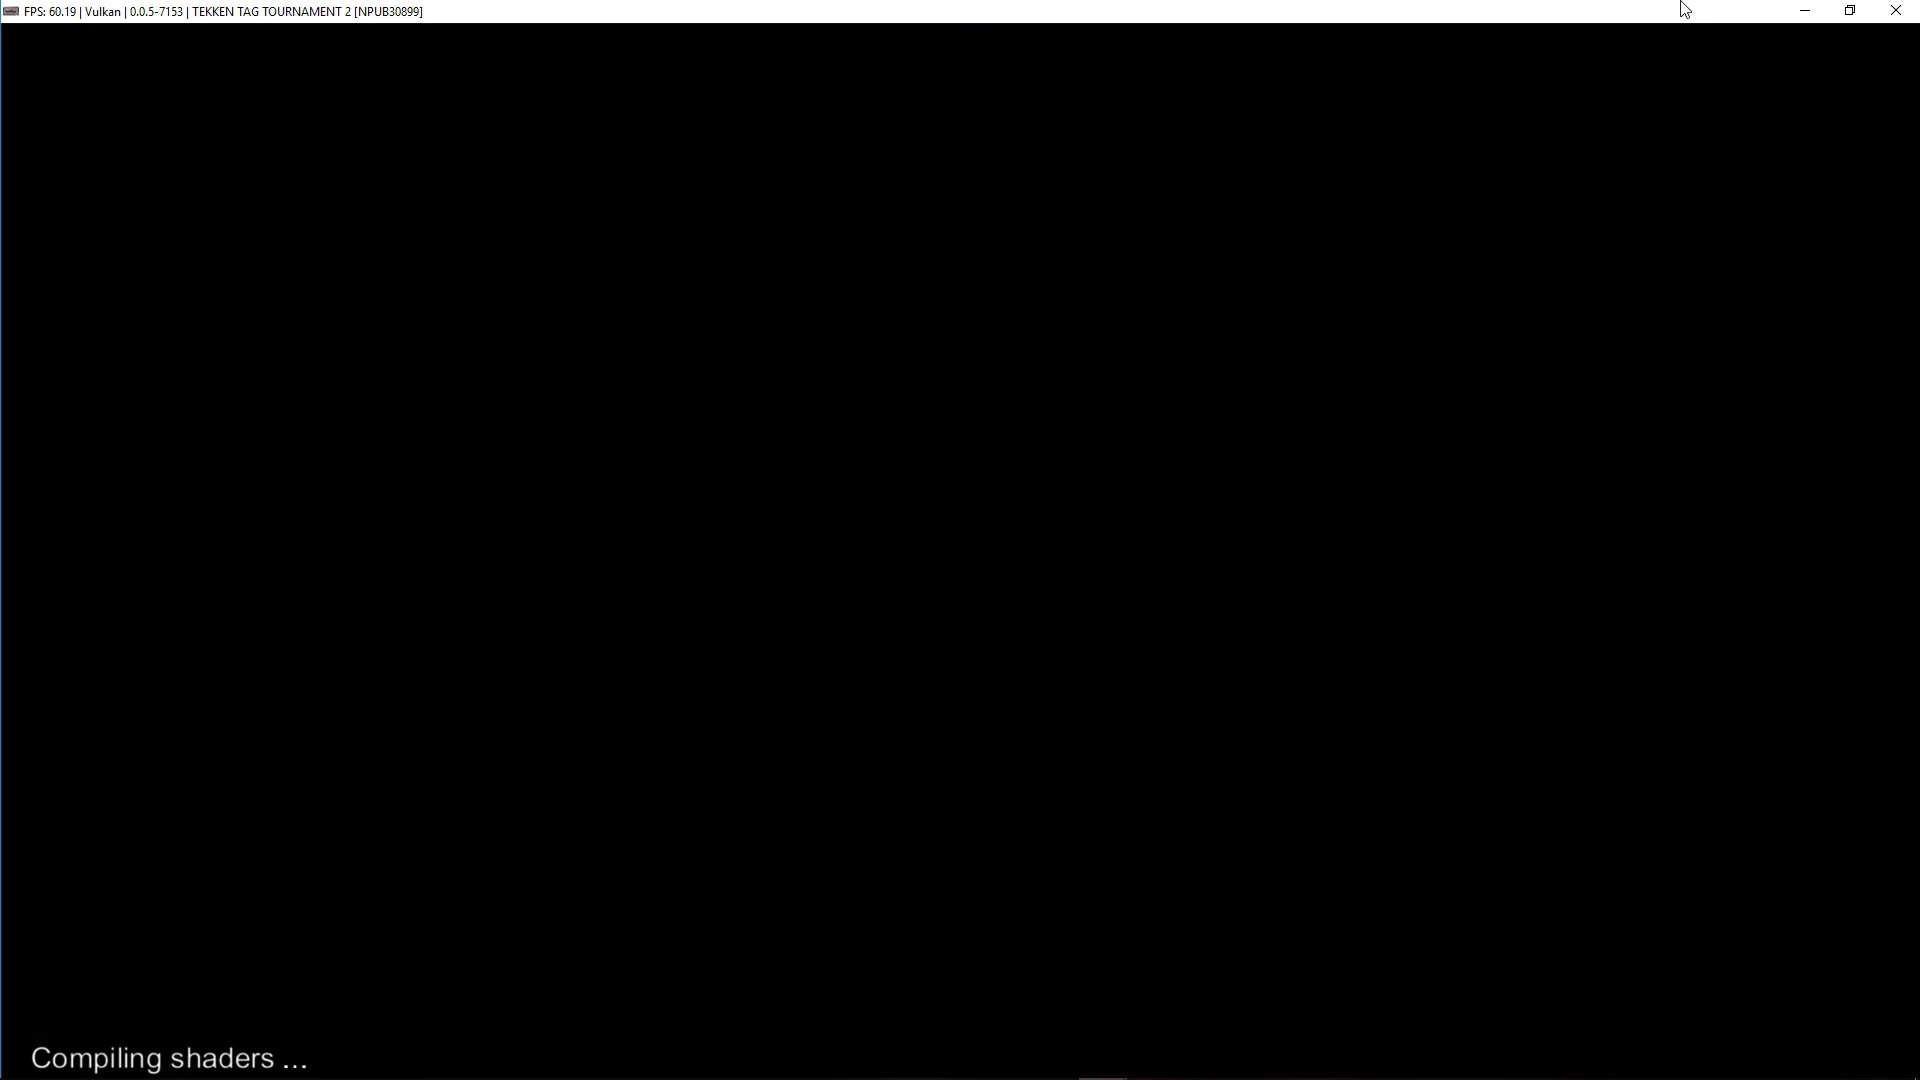 FPS: 60.19 | Vulkan | 0.0.5-7153 | TEKKEN TAG TOURNAMENT 2 [NPUB30899]
Compiling shaders ...